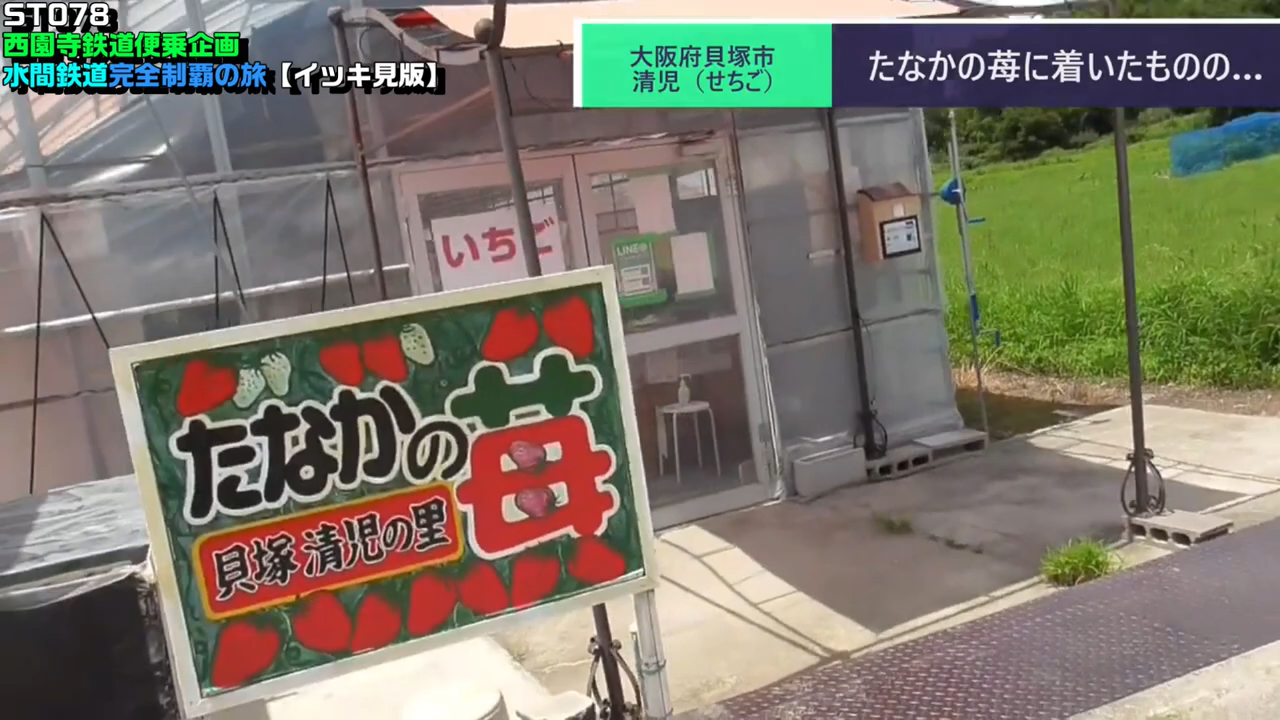 ST078
西園寺鉄道便乗企画
水間鉄道完全制覇の旅【イツキ見版】
大阪府貝塚市
清児（せちご）
たなかの苺に着いたものの...
いちご
LINE@
たなかの苺
貝塚清児の里